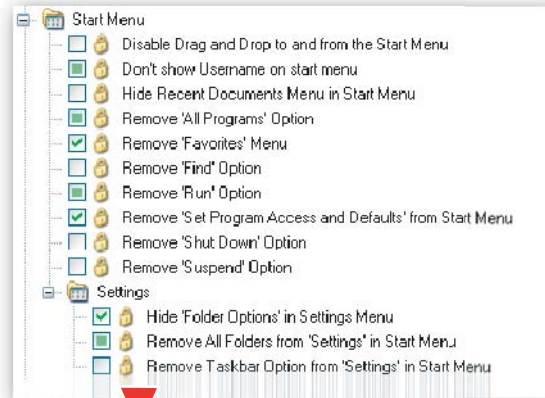 Start Menu
Disable Drag and Drop to and from the Start Menu
Don't show Username on start menu
Hide Recent Documents Menu in Start Menu
Remove 'All Programs' Option
Remove 'Favorites' Menu
Remove 'Find' Option
Remove 'Run' Option
Remove 'Set Program Access and Defaults' from Start Menu
Remove 'Shut Down' Option
Remove 'Suspend' Option
Settings
Hide 'Folder Options' in Settings Menu
Remove All Folders from 'Settings' in Start Menu
Remove Taskbar Option from 'Settings' in Start Menu